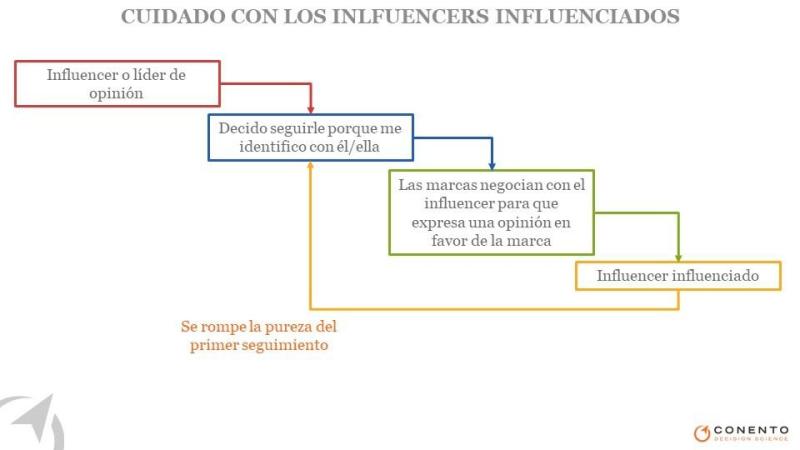 CUIDADO CON LOS INLFUENCERS INFLUENCIADOS
Influencer o líder de
opinión
Decido seguirle porque me
identifico con él/ella
Las marcas negocian con el
influencer para que
expresa una opinión en
favor de la marca
Influencer influenciado
Se rompe la pureza del
primer seguimiento
CONENTO
DECISION SCIENCE